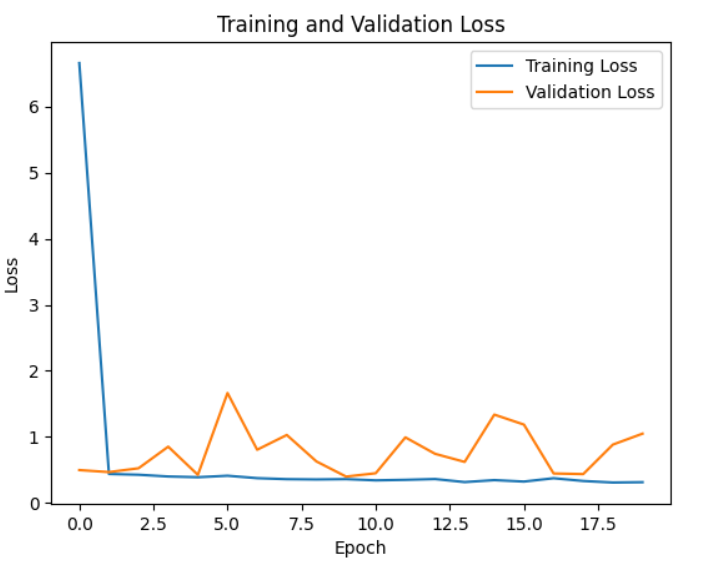 Training and Validation Loss
Training Loss
Validation Loss
6
5
4
3
2
1
0
Loss
0.0 2.5 5.0 7.5 10.0 12.5 15.0 17.5
Epoch